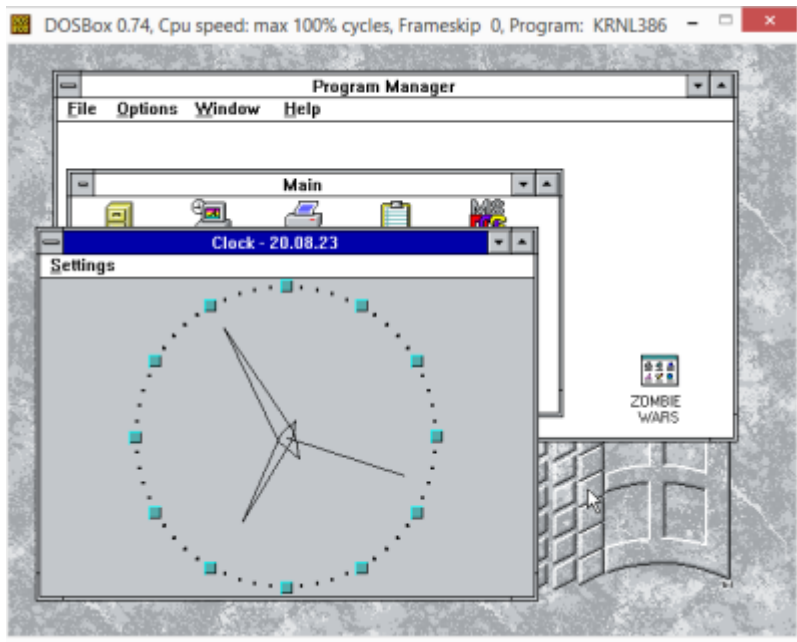 DOSBox 0.74, Cpu speed: max 100% cycles, Frameskip 0, Program: KRNL386
Program Manager
File Options Window Help
Main
MS
Clock - 20.08.23
Settings
ZOMBIE
WARS